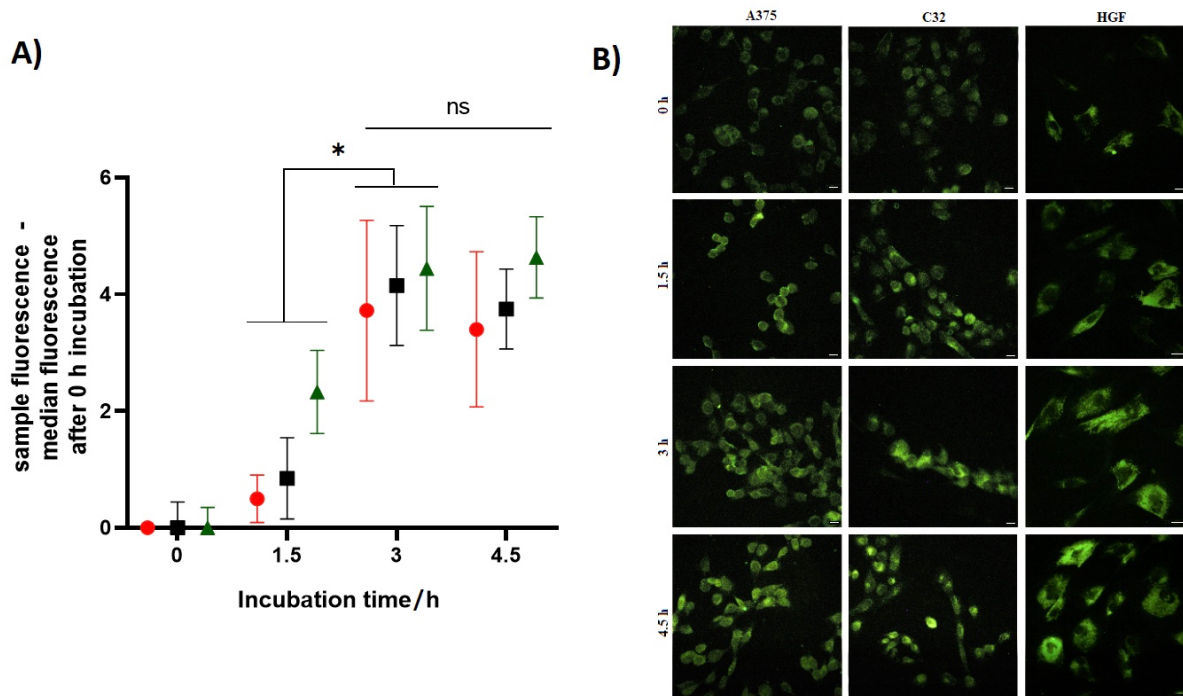 A)
ns
*
6
4
2
0
sample fluorescence -
median fluorescence
after 0 h incubation
0 1.5 3 4.5
Incubation time/h
B)
A375 C32 HGF
0 h
1.5 h
3 h
4.5 h